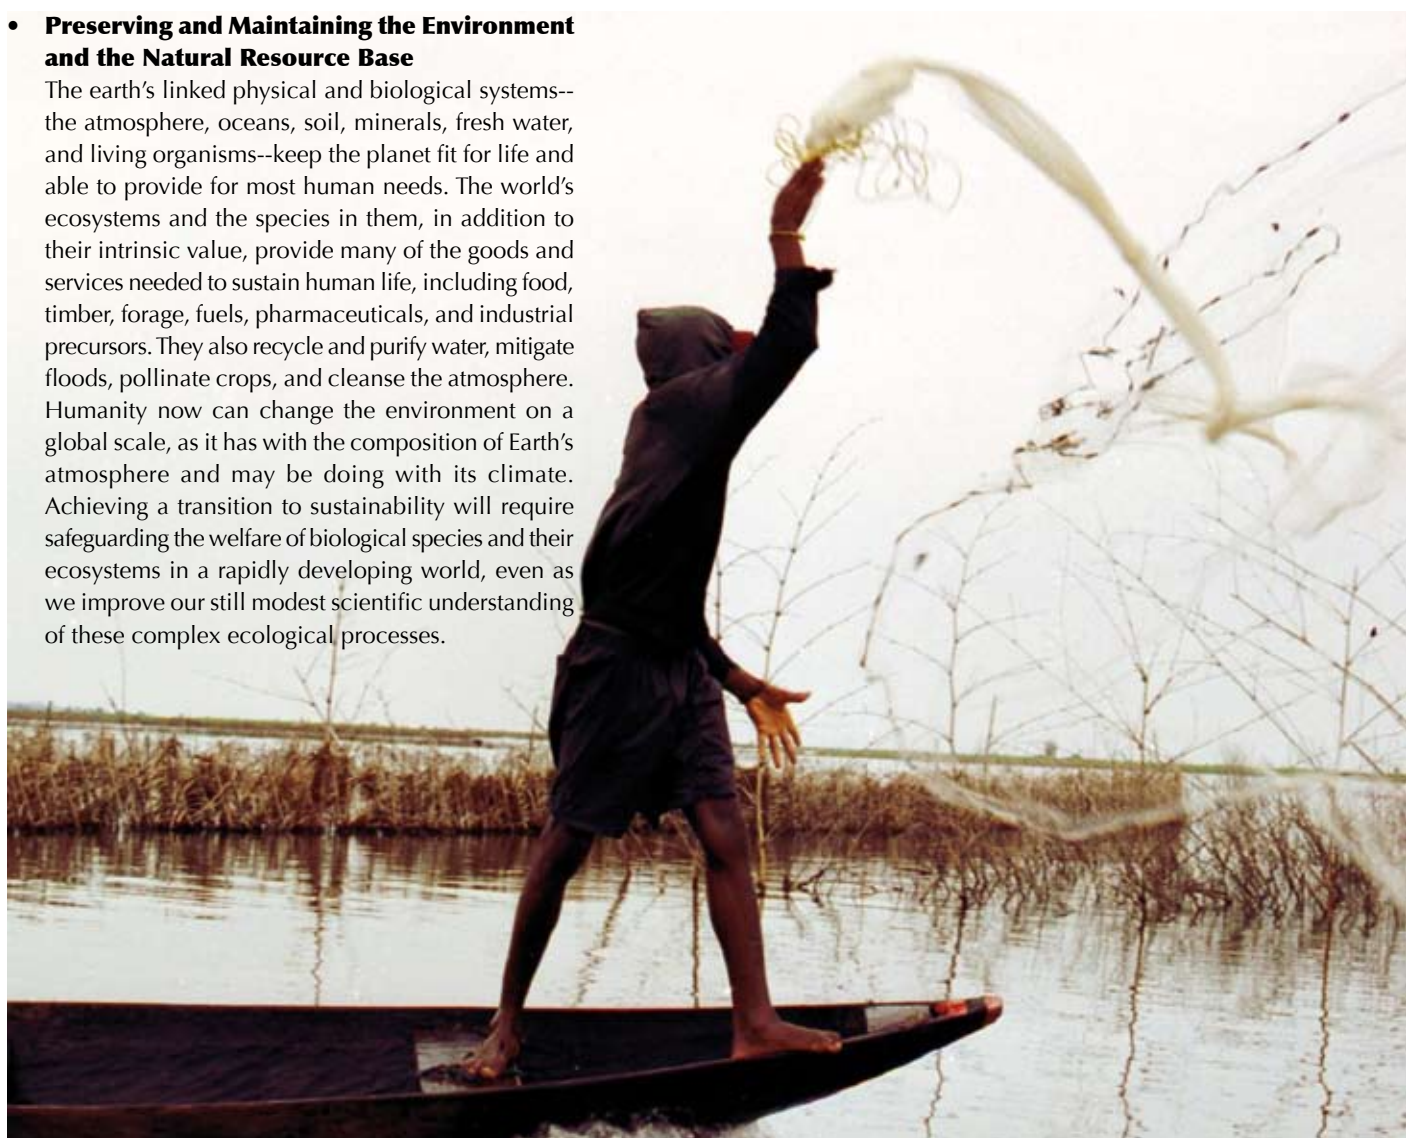 • Preserving and Maintaining the Environment
and the Natural Resource Base
The earth’s linked physical and biological systems--
the atmosphere, oceans, soil, minerals, fresh water,
and living organisms--keep the planet fit for life and
able to provide for most human needs. The world’s
ecosystems and the species in them, in addition to
their intrinsic value, provide many of the goods and
services needed to sustain human life, including food,
timber, forage, fuels, pharmaceuticals, and industrial
precursors. They also recycle and purify water, mitigate
floods, pollinate crops, and cleanse the atmosphere.
Humanity now can change the environment on a
global scale, as it has with the composition of Earth’s
atmosphere and may be doing with its climate.
Achieving a transition to sustainability will require
safeguarding the welfare of biological species and their
ecosystems in a rapidly developing world, even as
we improve our still modest scientific understanding
of these complex ecological processes.